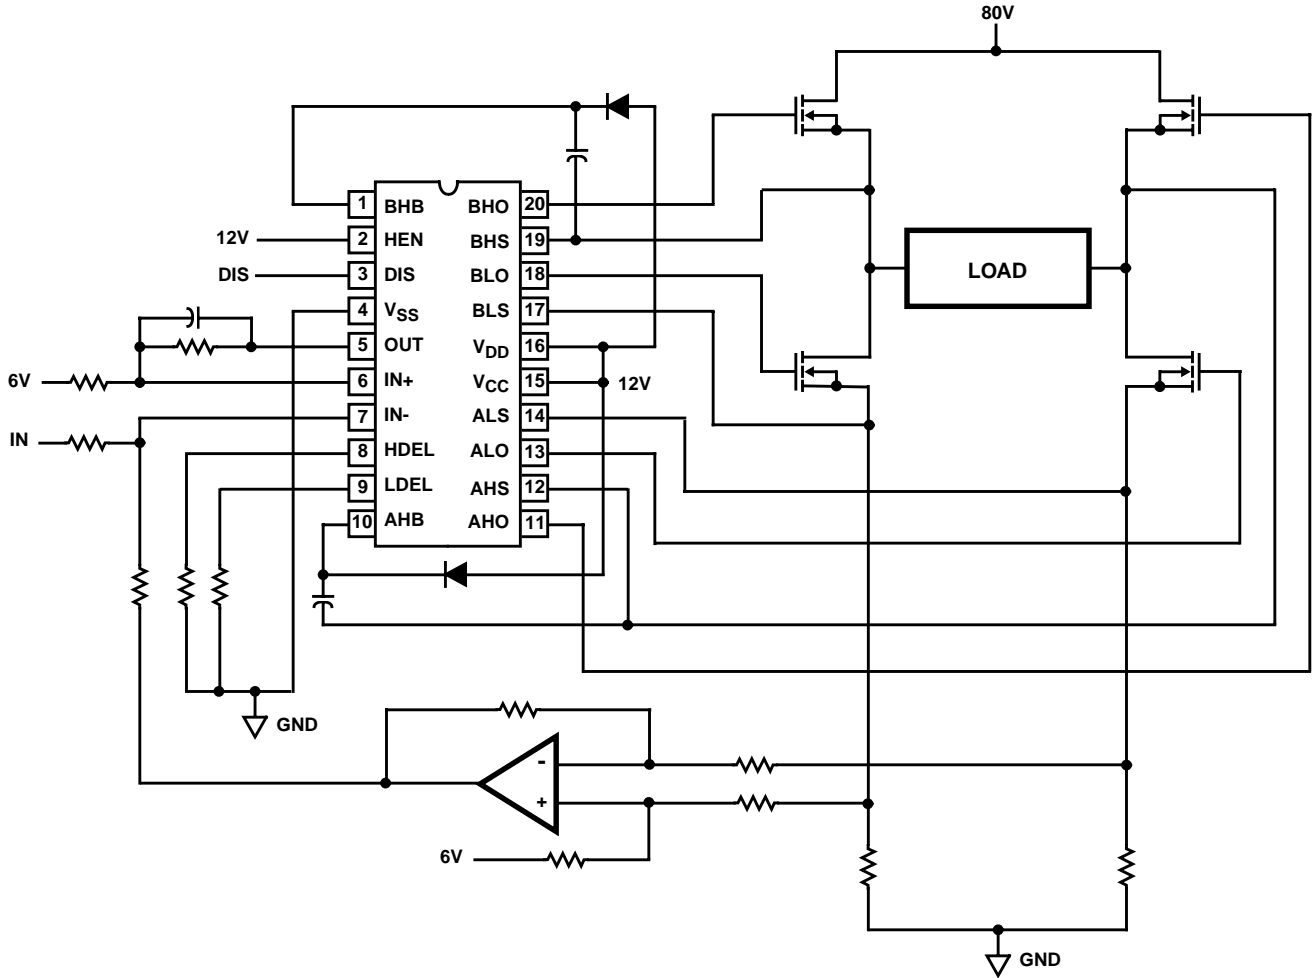 80V
1 BHB BHO 20
12V 2 HEN BHS 19
DIS 3 DIS BLO 18
4 VSS BLS 17
5 OUT VDD 16
6V 6 IN+ VCC 15 12V
7 IN- ALS 14
IN
8 HDEL ALO 13
9 LDEL AHS 12
10 AHB AHO 11
LOAD
GND
-
+
6V
GND